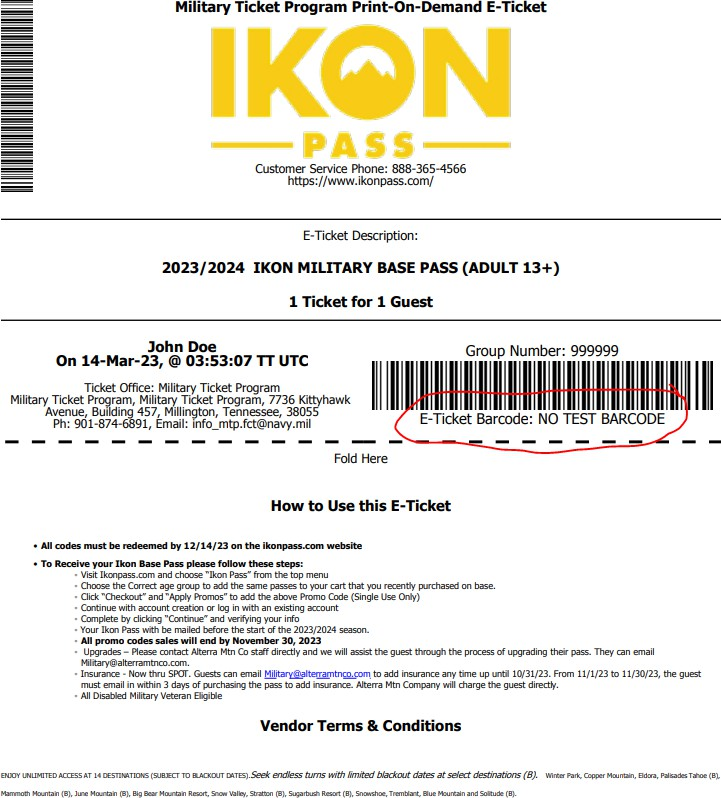 Military Ticket Program Print-On-Demand E-Ticket
IKON
PASS
Customer Service Phone: 888-365-4566
https://www.ikonpass.com/
E-Ticket Description:
2023/2024 IKON MILITARY BASE PASS (ADULT 13+)
1 Ticket for 1 Guest
John Doe
On 14-Mar-23, @ 03:53:07 TT UTC
Ticket Office: Military Ticket Program
Military Ticket Program, Military Ticket Program, 7736 Kittyhawk
Avenue, Building 457, Millington, Tennessee, 38055
Ph: 901-874-6891, Email: info_mtp.fct@navy.mil
Group Number: 999999
E-Ticket Barcode: NO TEST BARCODE
Fold Here
How to Use this E-Ticket
• All codes must be redeemed by 12/14/23 on the ikonpass.com website
• To Receive your Ikon Base Pass please follow these steps:
◦ Visit Ikonpass.com and choose “Ikon Pass” from the top menu
◦ Choose the Correct age group to add the same passes to your cart that you recently purchased on base.
◦ Click “Checkout” and “Apply Promos” to add the above Promo Code (Single Use Only)
◦ Continue with account creation or log in with an existing account
◦ Complete by clicking “Continue” and verifying your info
◦ Your Ikon Pass with be mailed before the start of the 2023/2024 season.
◦ All promo codes sales will end by November 30, 2023
◦ Upgrades – Please contact Alterra Mtn Co staff directly and we will assist the guest through the process of upgrading their pass. They can email
Military@alterramtnco.com.
◦ Insurance - Now thru SPOT. Guests can email Military@alterramtnco.com to add insurance any time up until 10/31/23. From 11/1/23 to 11/30/23, the guest
must email in within 3 days of purchasing the pass to add insurance. Alterra Mtn Company will charge the guest directly.
◦ All Disabled Military Veteran Eligible
Vendor Terms & Conditions
ENJOY UNLIMITED ACCESS AT 14 DESTINATIONS (SUBJECT TO BLACKOUT DATES).Seek endless turns with limited blackout dates at select destinations (B). Winter Park, Copper Mountain, Eldora, Palisades Tahoe (B),
Mammoth Mountain (B), June Mountain (B), Big Bear Mountain Resort, Snow Valley, Stratton (B), Sugarbush Resort (B), Snowshoe, Tremblant, Blue Mountain and Solitude (B).